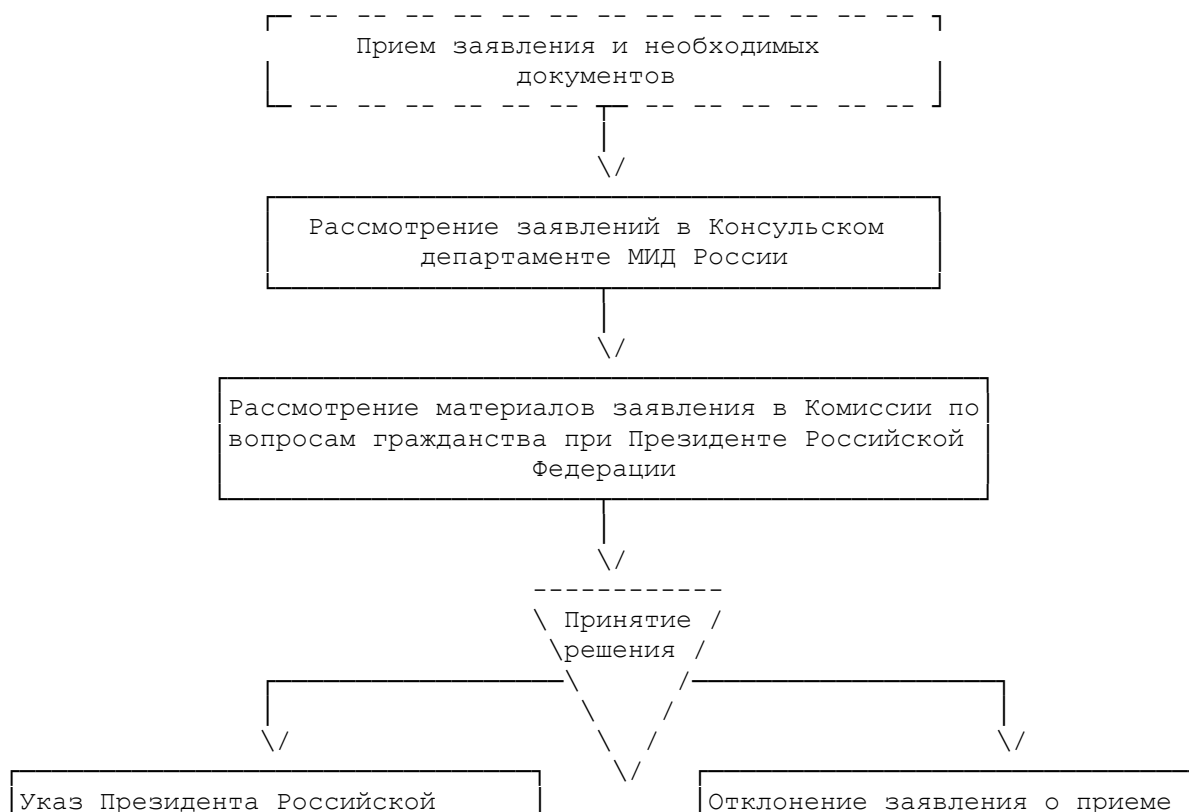 Прием заявления и необходимых
документов
Рассмотрение заявлений в Консульском
департаменте МИД России
Рассмотрение материалов заявления в Комиссии по
вопросам гражданства при Президенте Российской
Федерации
Принятие
решения
Указ Президента Российской
Отклонение заявления о приеме